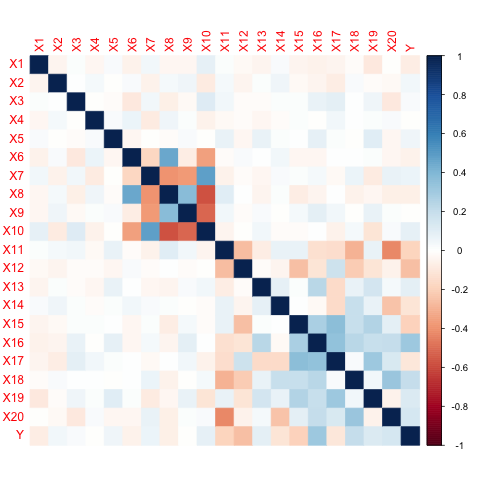 X1 X2 X3 X4 X5 X6 X7 X8 X9 X10 X11 X12 X13 X14 X15 X16 X17 X18 X19 X20 Y
X1
X2
X3
X4
X5
X6
X7
X8
X9
X10
X11
X12
X13
X14
X15
X16
X17
X18
X19
X20
Y
1
0.8
0.6
0.4
0.2
0
-0.2
-0.4
-0.6
-0.8
-1